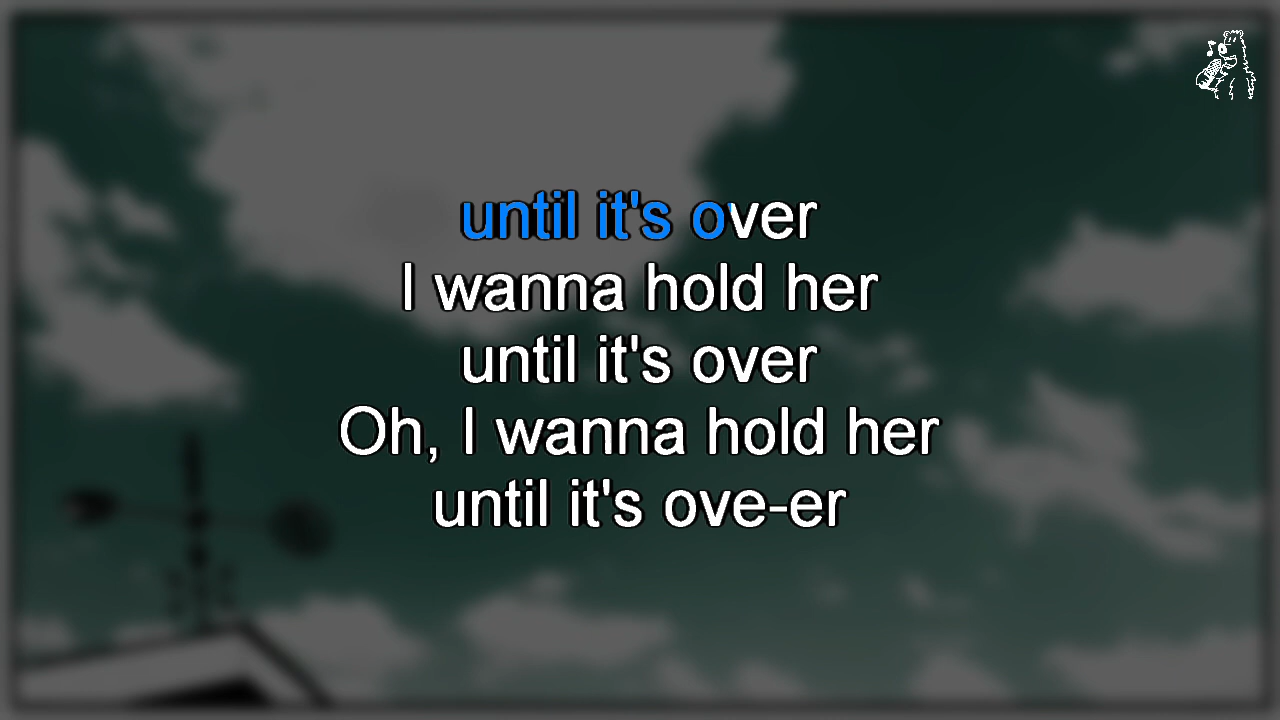 until it's over
I wanna hold her
until it's over
Oh, I wanna hold her
until it's ove-er